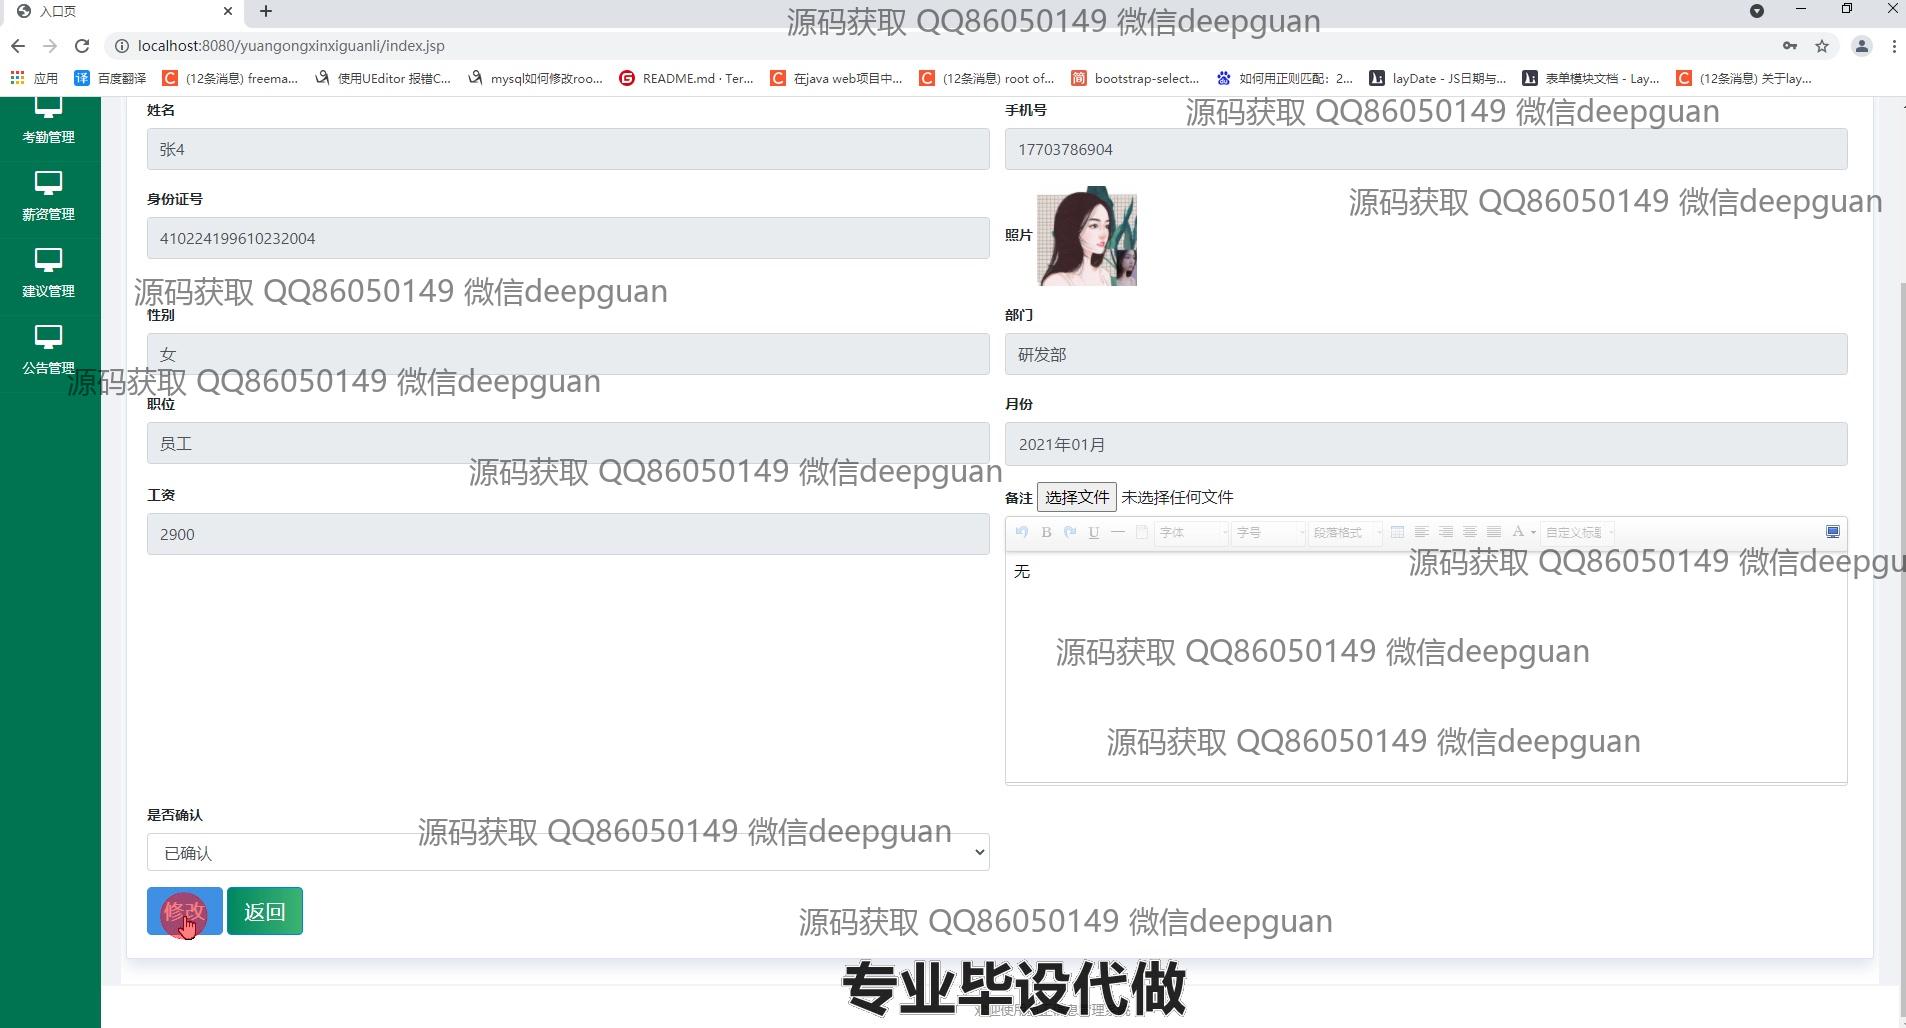 入口页
源码获取 QQ86050149 微信deepguan
localhost:8080/yuangongxinxiguanli/index.jsp
应用 百度翻译 (12条消息) freema... 使用UEditor 报错C... mysql如何修改roo... README.md · Ter... 在java web项目中... (12条消息) root of... bootstrap-select... 如何用正则匹配：2... layDate - JS日期与... 表单模块文档 - Lay... (12条消息) 关于lay...
考勤管理
薪资管理
建议管理
公告管理
姓名 手机号
源码获取 QQ86050149 微信deepguan
张4 17703786904
身份证号
源码获取 QQ86050149 微信deepguan
410224199610232004 照片
源码获取 QQ86050149 微信deepguan
性别 部门
女 研发部
源码获取 QQ86050149 微信deepguan
职位 月份
员工 2021年01月
源码获取 QQ86050149 微信deepguan
工资 备注 选择文件 未选择任何文件
2900 B U 字体 字号 段落格式 A 自定义标题
源码获取 QQ86050149 微信deepgu
无
源码获取 QQ86050149 微信deepguan
源码获取 QQ86050149 微信deepguan
是否确认
源码获取 QQ86050149 微信deepguan
已确认
修改 返回
源码获取 QQ86050149 微信deepguan
专业毕设代做